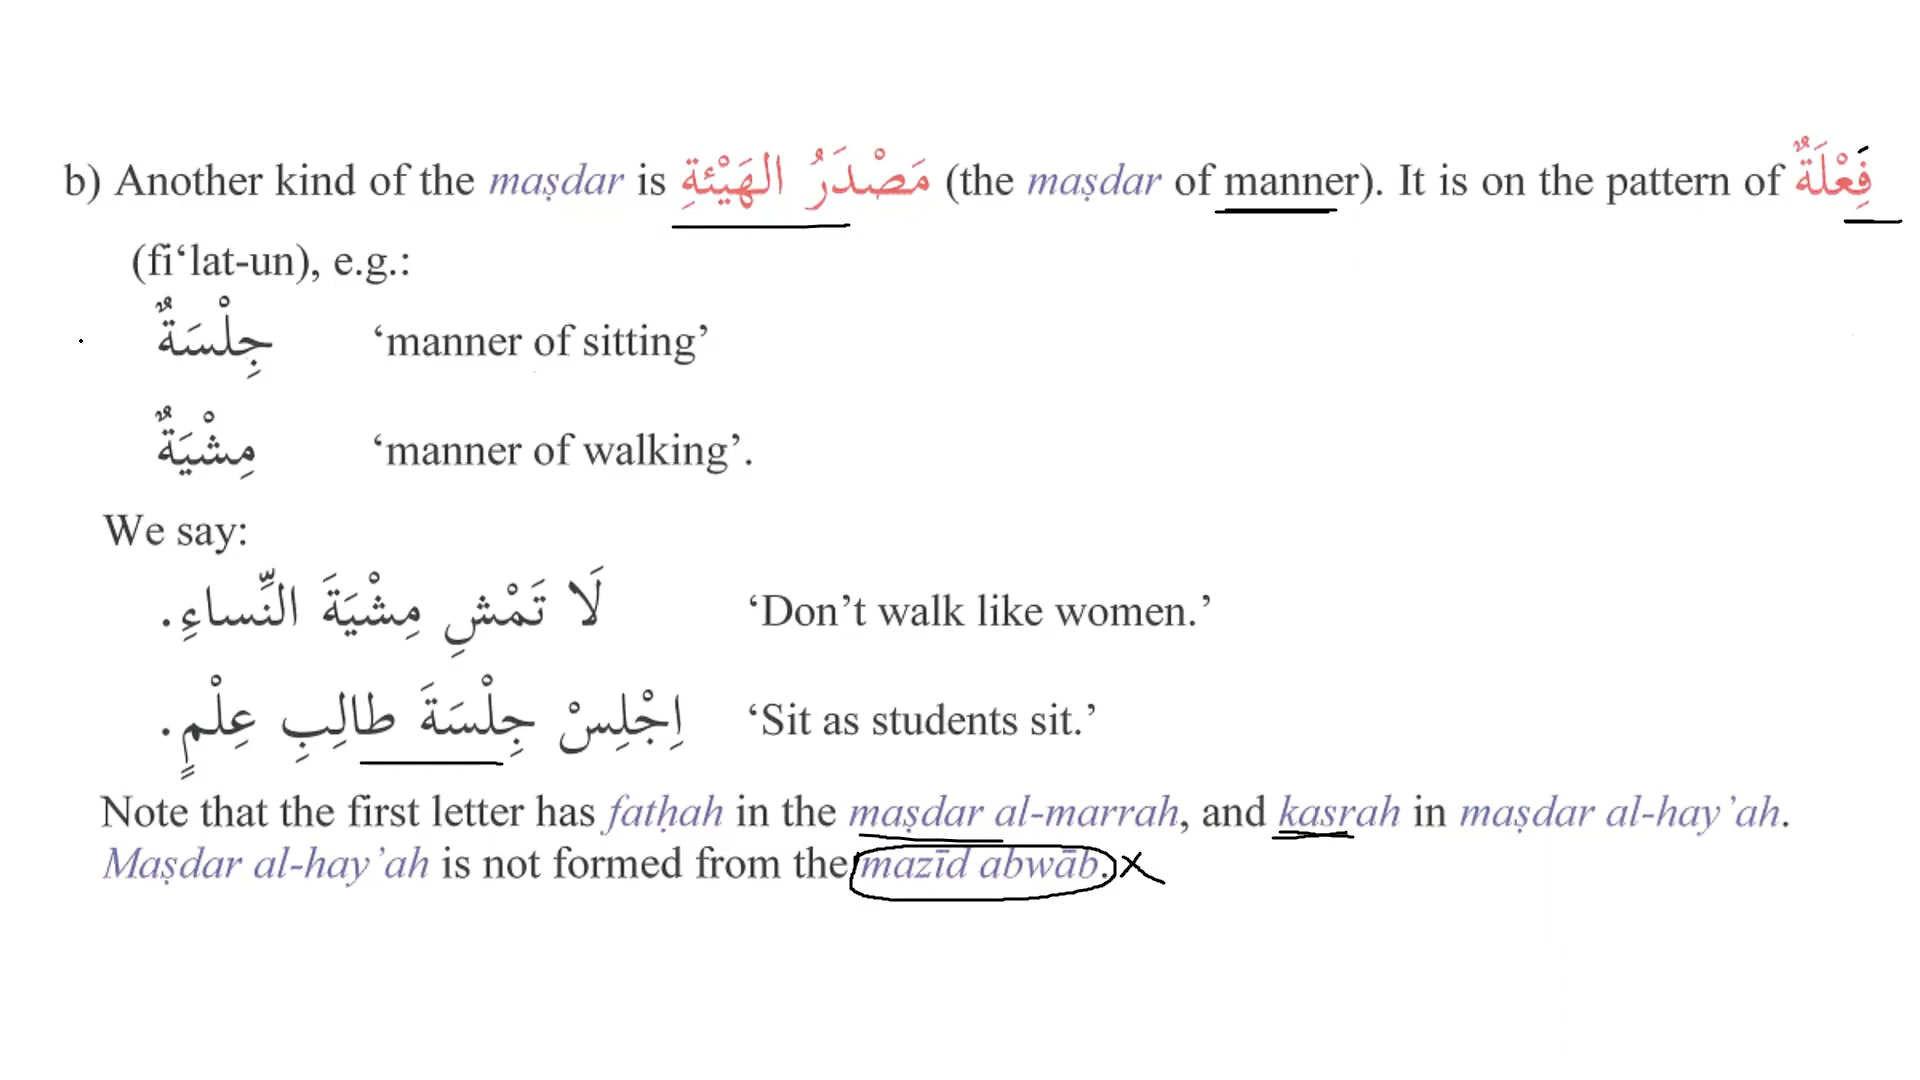 b) Another kind of the maṣdar is مَصْدَرُ الهَيْئةِ (the maṣdar of manner). It is on the pattern of فِعْلَةٌ
(fi‘lat-un), e.g.:
جِلْسَةٌ ‘manner of sitting’
مِشْيَةٌ ‘manner of walking’.
We say:
لَا تَمْشِ مِشْيَةَ النِّساءِ. ‘Don’t walk like women.’
اِجْلِسْ جِلْسَةَ طالِبِ عِلْمٍ. ‘Sit as students sit.’
Note that the first letter has fatḥah in the maṣdar al-marrah, and kasrah in maṣdar al-hay’ah.
Maṣdar al-hay’ah is not formed from the mazīd abwāb.